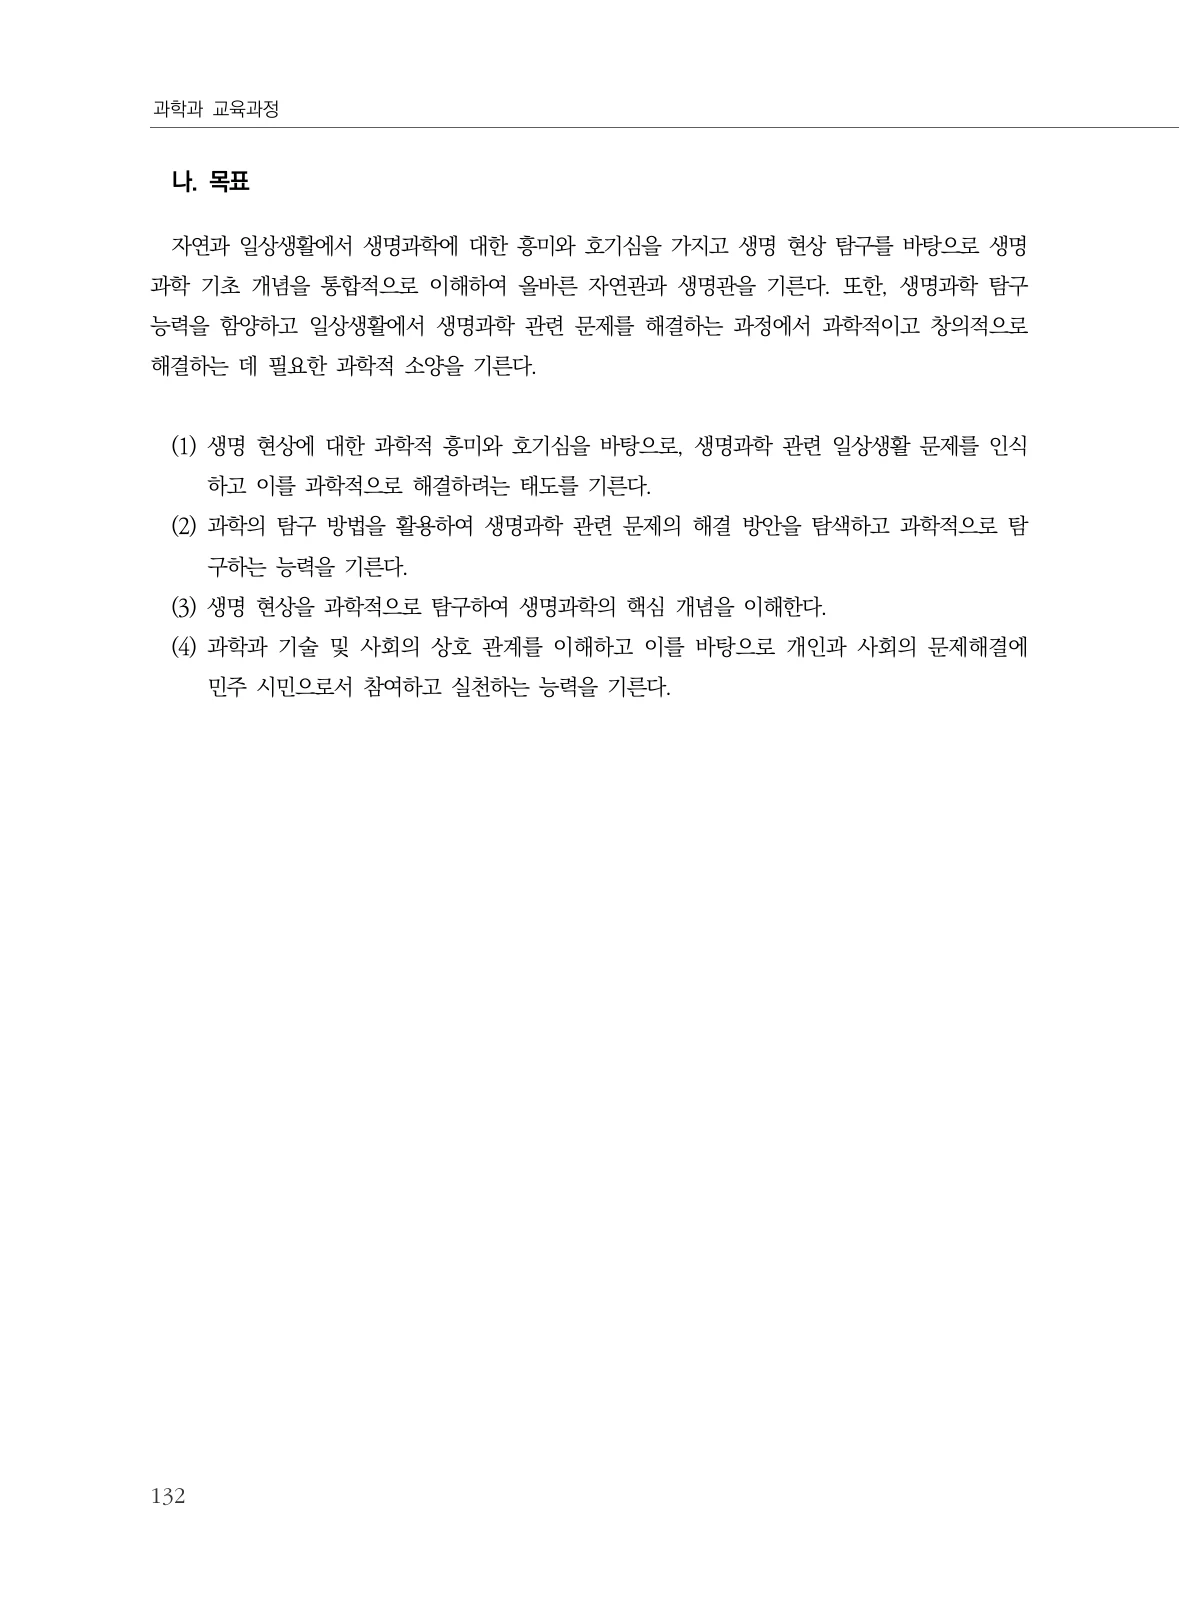 과학과 교육과정
나. 목표
자연과 일상생활에서 생명과학에 대한 흥미와 호기심을 가지고 생명 현상 탐구를 바탕으로 생명
과학 기초 개념을 통합적으로 이해하여 올바른 자연관과 생명관을 기른다. 또한, 생명과학 탐구
능력을 함양하고 일상생활에서 생명과학 관련 문제를 해결하는 과정에서 과학적이고 창의적으로
해결하는 데 필요한 과학적 소양을 기른다.
(1) 생명 현상에 대한 과학적 흥미와 호기심을 바탕으로, 생명과학 관련 일상생활 문제를 인식
하고 이를 과학적으로 해결하려는 태도를 기른다.
(2) 과학의 탐구 방법을 활용하여 생명과학 관련 문제의 해결 방안을 탐색하고 과학적으로 탐
구하는 능력을 기른다.
(3) 생명 현상을 과학적으로 탐구하여 생명과학의 핵심 개념을 이해한다.
(4) 과학과 기술 및 사회의 상호 관계를 이해하고 이를 바탕으로 개인과 사회의 문제해결에
민주 시민으로서 참여하고 실천하는 능력을 기른다.
132